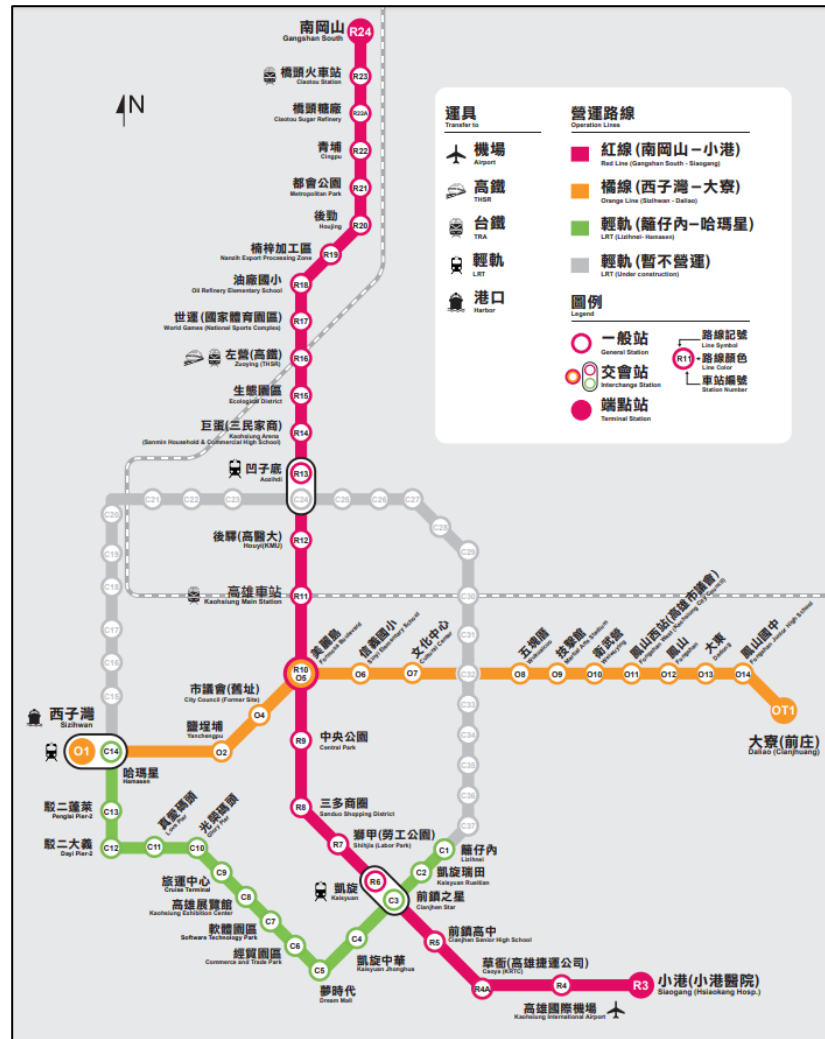 南岡山
Gangshan South
R24
橋頭火車站
Ciaotou Station
R23
橋頭糖廠
Ciaotou Sugar Refinery
R22A
青埔
Cingpu
R22
都會公園
Metropolitan Park
R21
後勁
Houjing
R20
楠梓加工區
Nanzih Export Processing Zone
R19
油廠國小
Oil Refinery Elementary School
R18
世運(國家體育園區)
World Games (National Sports Complex)
R17
左營(高鐵)
Zuoying (THSR)
R16
生態園區
Ecological District
R15
巨蛋(三民家商)
Kaohsiung Arena
(Sanmin Household & Commercial High School)
R14
凹子底
Aozihdi
R13
C24
N
運具
Transfer to
機場
Airport
高鐵
THSR
台鐵
TRA
輕軌
LRT
港口
Harbor
營運路線
Operation Lines
紅線(南岡山–小港)
Red Line (Gangshan South - Siaogang)
橘線(西子灣–大寮)
Orange Line (Sizihwan - Daliao)
輕軌(籬仔內–哈瑪星)
LRT (Lizihnei- Hamasen)
輕軌(暫不營運)
LRT (Under construction)
圖例
Legend
一般站
General Station
交會站
Interchange Station
端點站
Terminal Station
R11
路線記號
Line Symbol
路線顏色
Line Color
車站編號
Station Number
C20
C21
C22
C23
C25
C26
C27
C28
C29
C30
C31
C32
C33
C34
C35
C36
C37
C19
C18
C17
C16
C15
後驛(高醫大)
Houyi(KMU)
R12
高雄車站
Kaohsiung Main Station
R11
美麗島
Formosa Boulevard
R10
O5
信義國小
Sinyi Elementary School
O6
文化中心
Cultural Center
O7
五塊厝
Wukuaicuo
O8
技擊館
Martial Arts Stadium
O9
衛武營
Weiwuying
O10
鳳山西站(高雄市議會)
Fongshan West (Kaohsiung City Council)
O11
鳳山
Fongshan
O12
大東
Dadong
O13
鳳山國中
Fongshan Junior High School
O14
OT1
大寮(前庄)
Daliao (Cianjhuang)
市議會(舊址)
City Council (Former Site)
O4
鹽埕埔
Yanchengpu
O2
西子灣
Sizihwan
O1
C14
哈瑪星
Hamasen
駁二蓬萊
Penglai Pier-2
C13
駁二大義
Dayi Pier-2
C12
真愛碼頭
Love Pier
C11
光榮碼頭
Glory Pier
C10
旅運中心
Cruise Terminal
C9
高雄展覽館
Kaohsiung Exhibition Center
C8
軟體園區
Software Technology Park
C7
經貿園區
Commerce and Trade Park
C6
C5
夢時代
Dream Mall
C4
凱旋中華
Kaisyuan Jhonghua
中央公園
Central Park
R9
三多商圈
Sanduo Shopping District
R8
獅甲(勞工公園)
Shihjia (Labor Park)
R7
凱旋
Kaisyuan
R6
C3
前鎮之星
Cianjhen Star
C2
凱旋瑞田
Kaisyuan Rueitian
C1
籬仔內
Lizihnei
前鎮高中
Cianjhen Senior High School
R5
草衙(高雄捷運公司)
Caoya (KRTC)
R4A
R4
高雄國際機場
Kaohsiung International Airport
R3
小港(小港醫院)
Siaogang (Hsiaokang Hosp.)